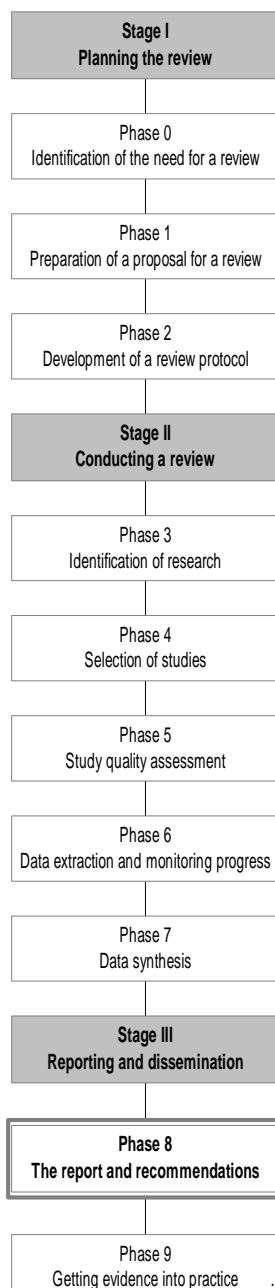 Stage I
Planning the review
Phase 0
Identification of the need for a review
Phase 1
Preparation of a proposal for a review
Phase 2
Development of a review protocol
Stage II
Conducting a review
Phase 3
Identification of research
Phase 4
Selection of studies
Phase 5
Study quality assessment
Phase 6
Data extraction and monitoring progress
Phase 7
Data synthesis
Stage III
Reporting and dissemination
Phase 8
The report and recommendations
Phase 9
Getting evidence into practice .